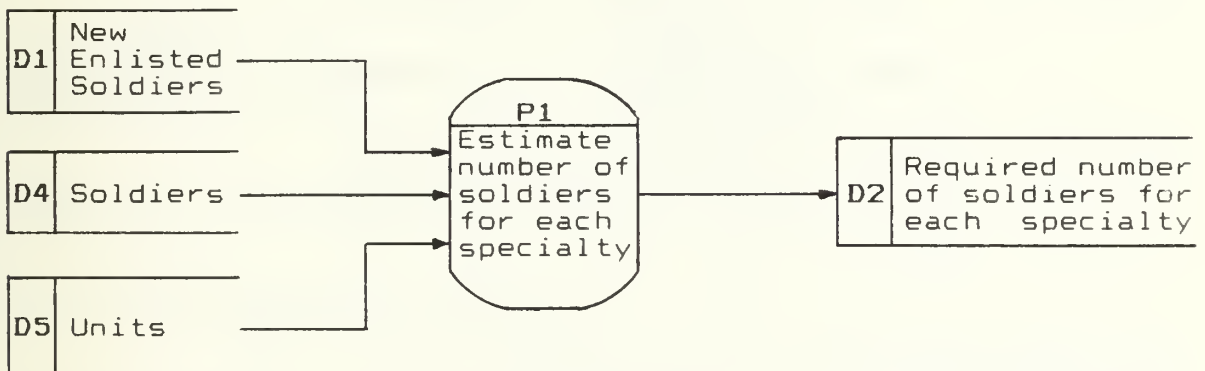 D1
New
Enlisted
Soldiers
D4
Soldiers
D5
Units
P1
Estimate
number of
soldiers
for each
specialty
D2
Required number
of soldiers for
each specialty